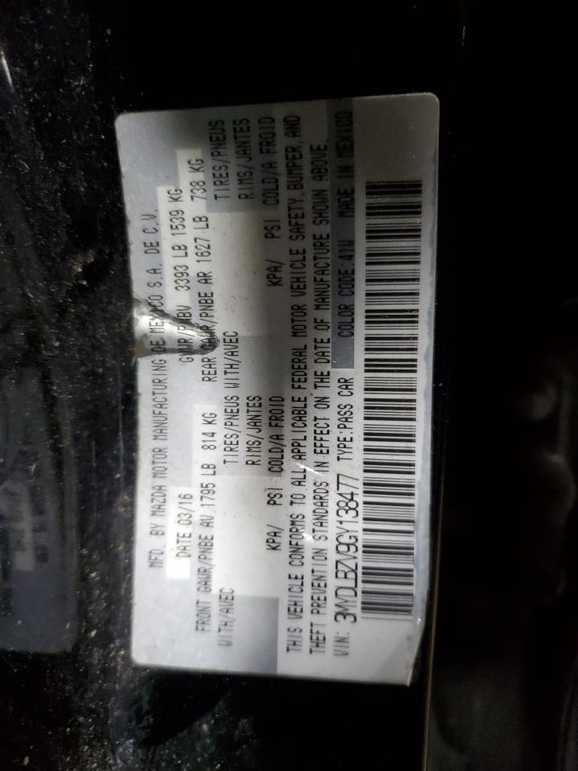 MFD. BY MAZDA MOTOR MANUFACTURING DE MEXICO S.A. DE C.V.
DATE 03/16 GVWR/PNBV 3393 LB 1539 KG
FRONT GAWR/PNBE AV 1795 LB 814 KG REAR GAWR/PNBE AR 1627 LB 738 KG
WITH/AVEC TIRES/PNEUS WITH/AVEC TIRES/PNEUS
RIMS/JANTES RIMS/JANTES
KPA/ PSI COLD/A FROID KPA/ PSI COLD/A FROID
THIS VEHICLE CONFORMS TO ALL APPLICABLE FEDERAL MOTOR VEHICLE SAFETY, BUMPER, AND
THEFT PREVENTION STANDARDS IN EFFECT ON THE DATE OF MANUFACTURE SHOWN ABOVE.
VIN: 3MYDLBZV9GY138477 TYPE:PASS CAR COLOR CODE 41W MADE IN MEXICO